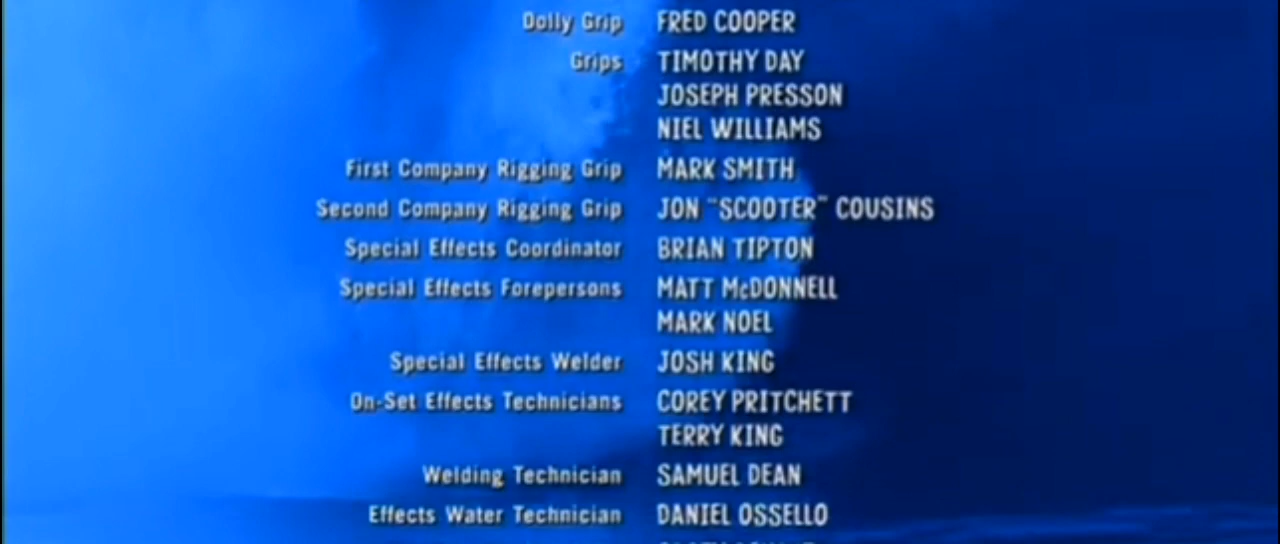 Dolly Grip FRED COOPER
Grips TIMOTHY DAY
JOSEPH PRESSON
NIEL WILLIAMS
First Company Rigging Grip MARK SMITH
Second Company Rigging Grip JON "SCOOTER" COUSINS
Special Effects Coordinator BRIAN TIPTON
Special Effects Forepersons MATT McDONNELL
MARK NOEL
Special Effects Welder JOSH KING
On-Set Effects Technicians COREY PRITCHETT
TERRY KING
Welding Technician SAMUEL DEAN
Effects Water Technician DANIEL OSSELLO